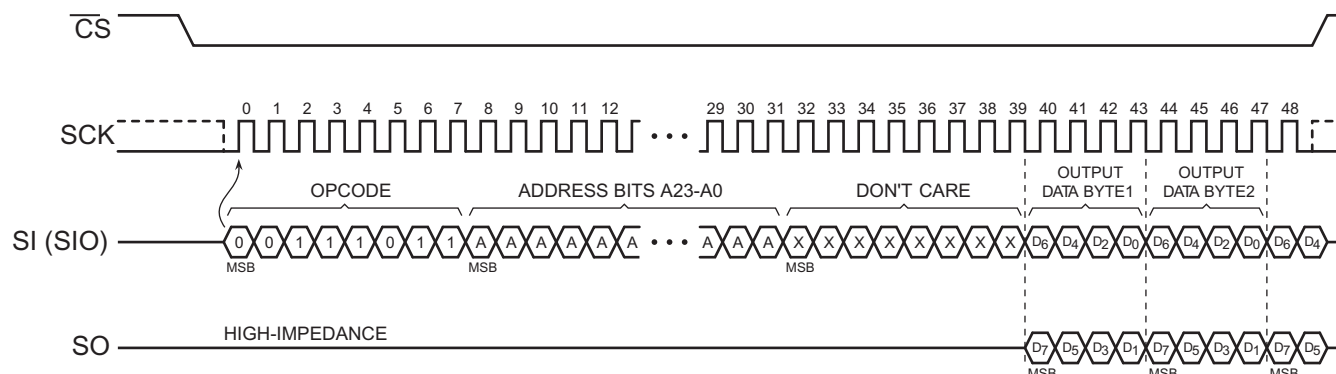 CS
0 1 2 3 4 5 6 7 8 9 10 11 12 29 30 31 32 33 34 35 36 37 38 39 40 41 42 43 44 45 46 47 48
SCK
OPCODE ADDRESS BITS A23-A0 DON'T CARE OUTPUT DATA BYTE1 OUTPUT DATA BYTE2
SI (SIO) 0 0 1 1 1 0 1 1 A A A A A A ••• A A A X X X X X X X X D6 D4 D2 D0 D6 D4 D2 D0 D6 D4
MSB MSB MSB
HIGH-IMPEDANCE
SO D7 D5 D3 D1 D7 D5 D3 D1 D7 D5
MSB MSB MSB